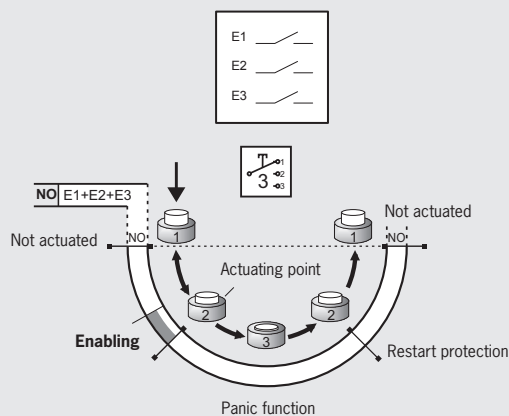 E1
E2
E3
1
2
3
3
NO E1+E2+E3
Not actuated
NO
1
1
Not actuated
NO
Actuating point
2
2
3
Enabling
Restart protection
Panic function